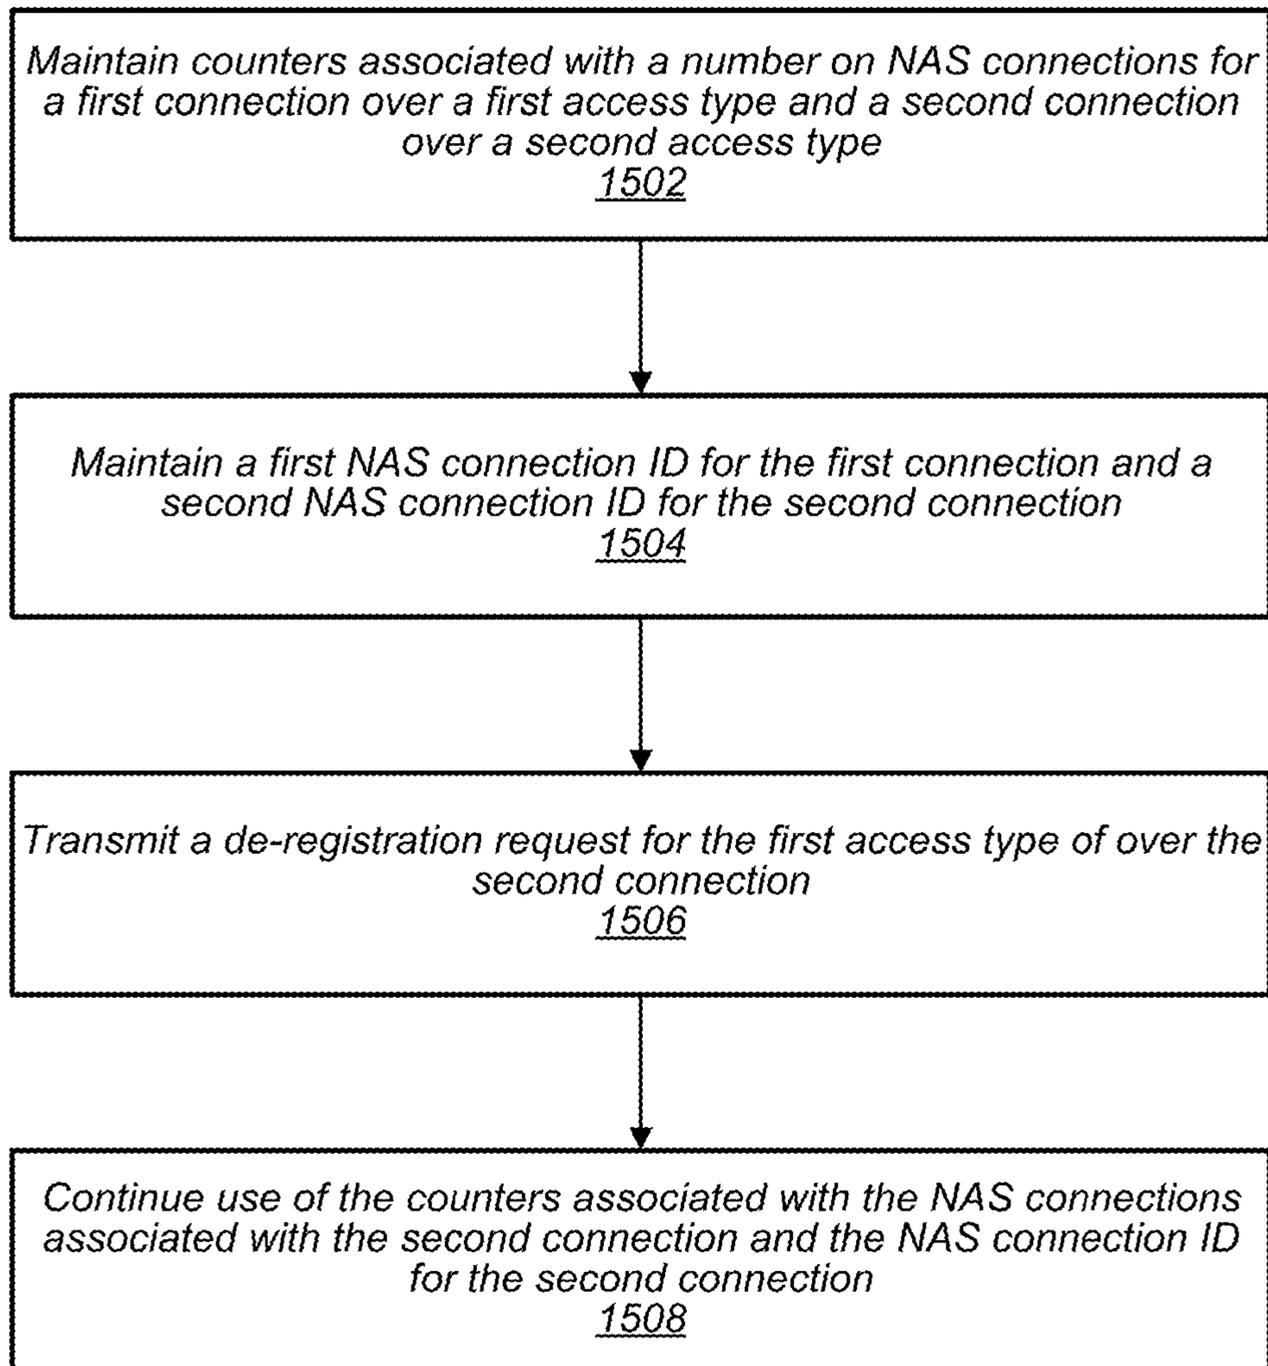 Maintain counters associated with a number on NAS connections for
a first connection over a first access type and a second connection
over a second access type
1502
Maintain a first NAS connection ID for the first connection and a
second NAS connection ID for the second connection
1504
Transmit a de-registration request for the first access type of over the
second connection
1506
Continue use of the counters associated with the NAS connections
associated with the second connection and the NAS connection ID
for the second connection
1508